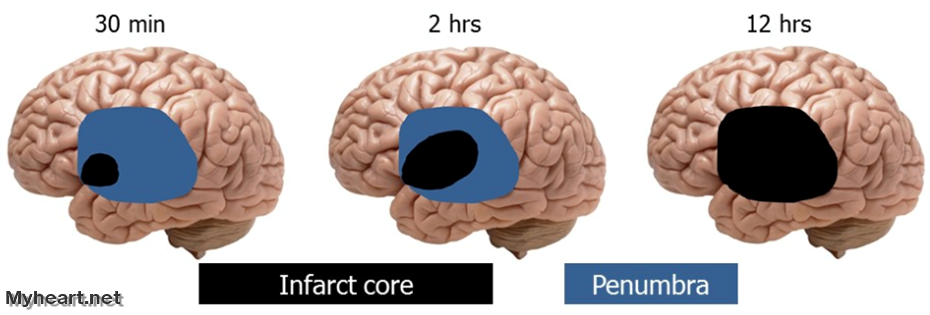 30 min
2 hrs
12 hrs
Infarct core
Penumbra
Myheart.net